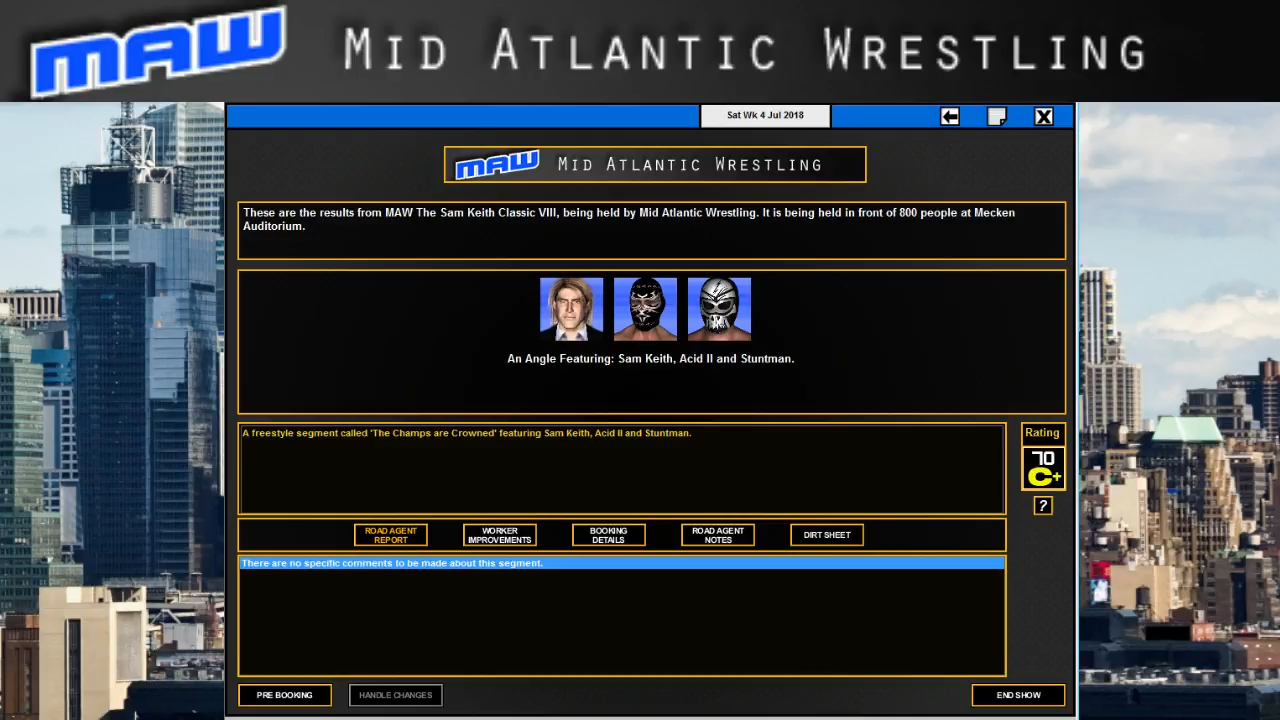 MAW MID ATLANTIC WRESTLING
Sat Wk 4 Jul 2018
MAW MID ATLANTIC WRESTLING
These are the results from MAW The Sam Keith Classic VIII, being held by Mid Atlantic Wrestling. It is being held in front of 800 people at Mecken
Auditorium.
An Angle Featuring: Sam Keith, Acid II and Stuntman.
A freestyle segment called 'The Champs are Crowned' featuring Sam Keith, Acid II and Stuntman.
Rating
70
C+
?
ROAD AGENT
REPORT
WORKER
IMPROVEMENTS
BOOKING
DETAILS
ROAD AGENT
NOTES
DIRT SHEET
There are no specific comments to be made about this segment.
PRE BOOKING
HANDLE CHANGES
END SHOW